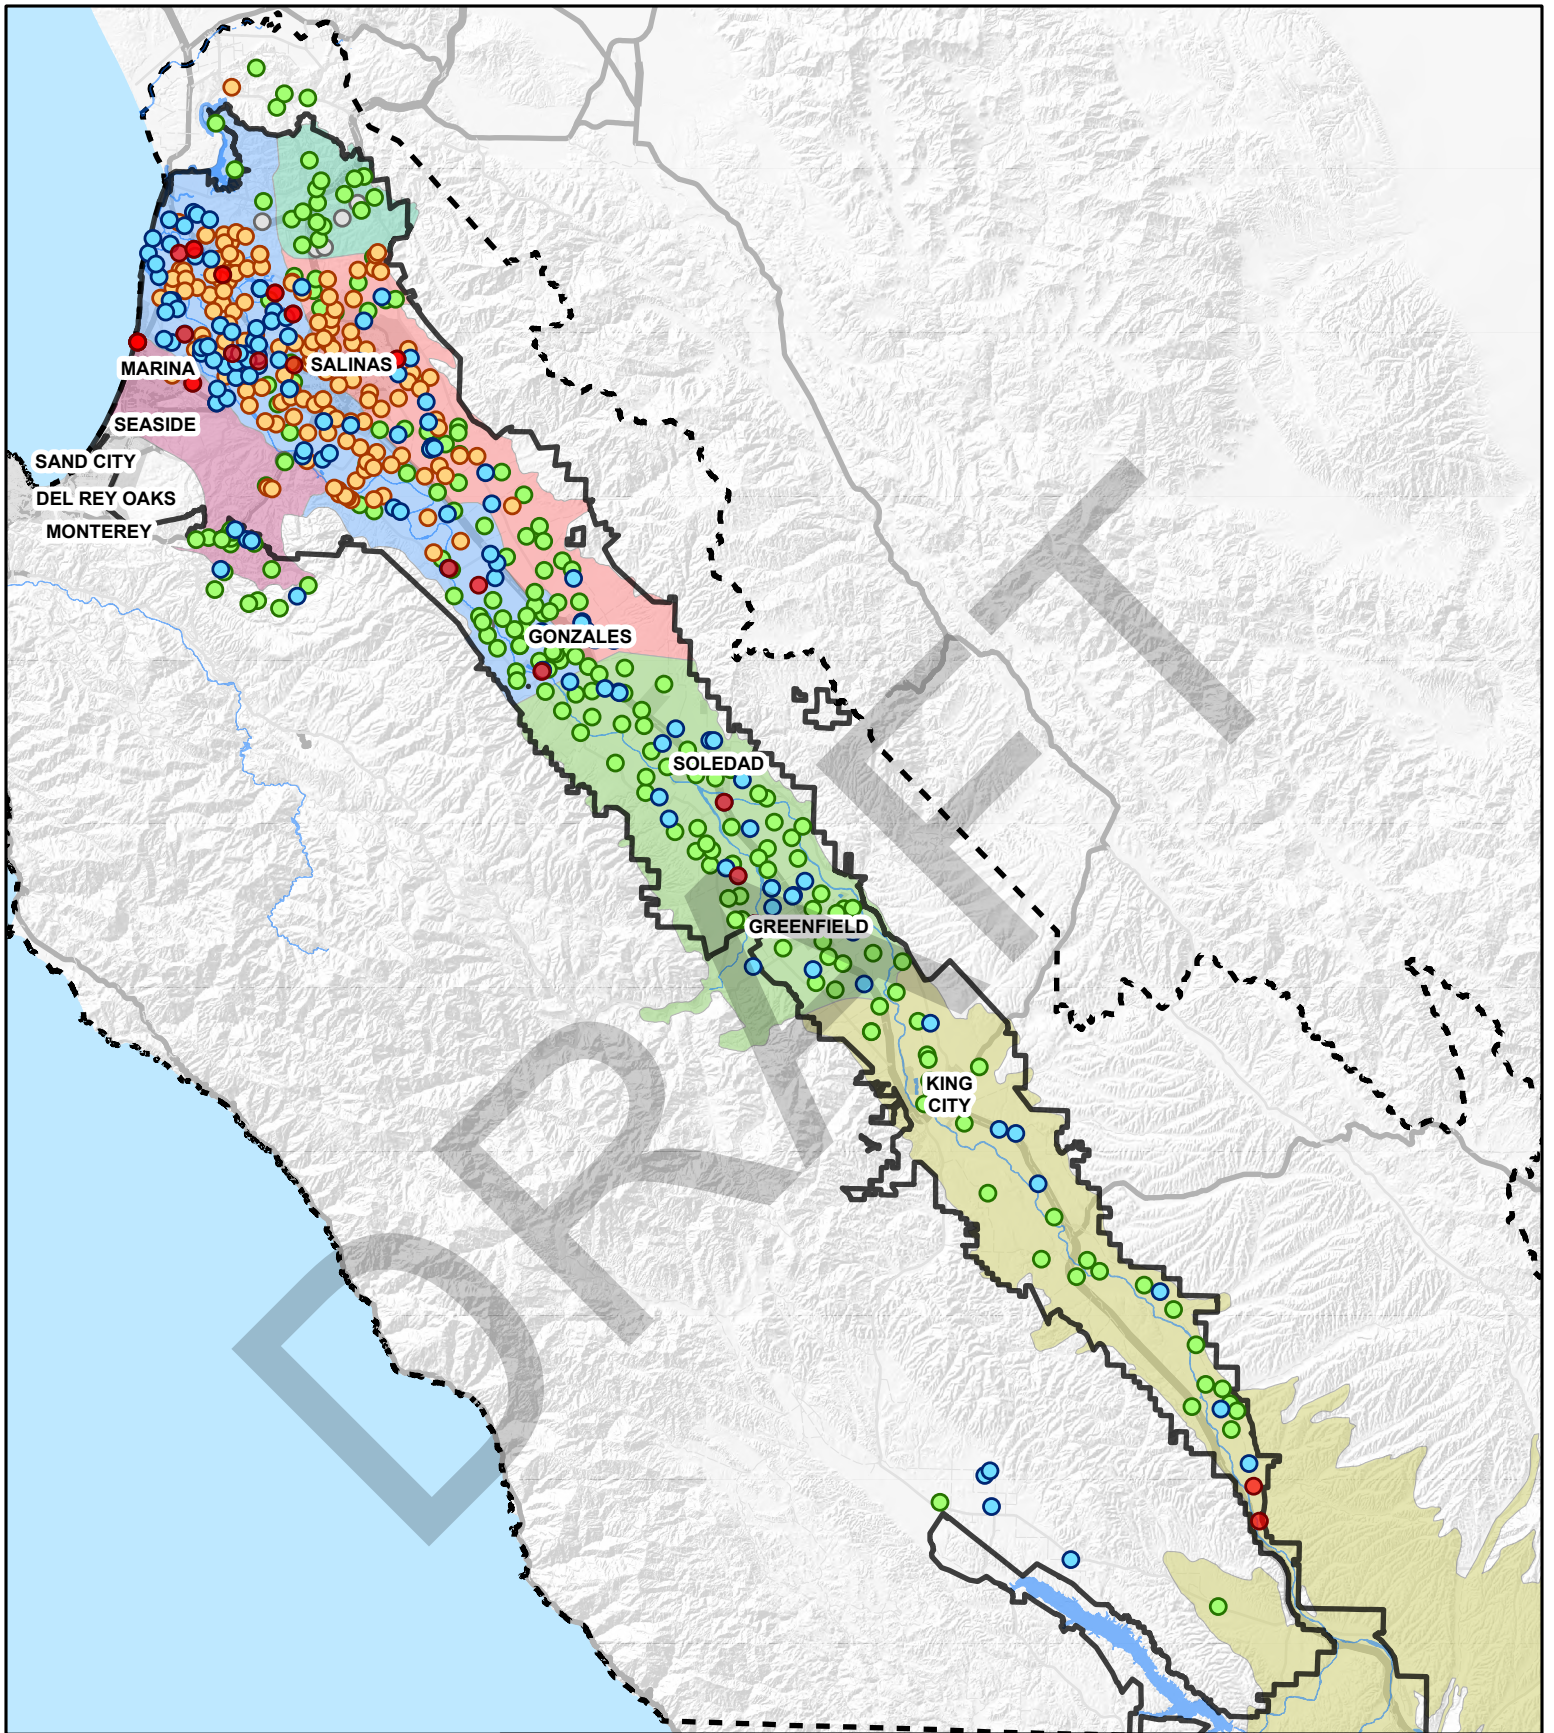 MARINA
SALINAS
SEASIDE
SAND CITY
DEL REY OAKS
MONTEREY
GONZALES
SOLEDAD
GREENFIELD
KING
CITY
DRAFT